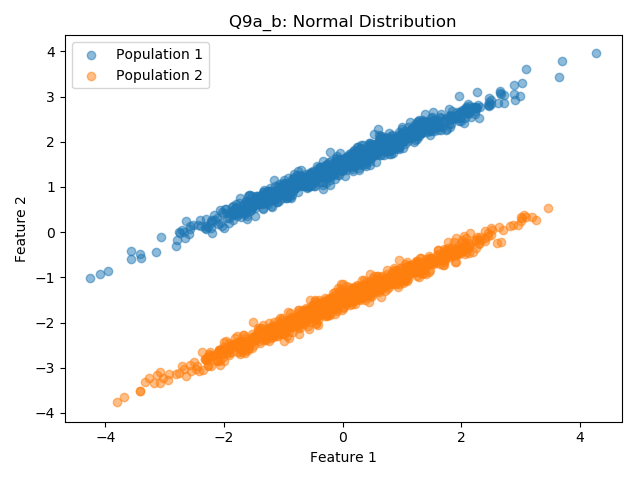 Q9a_b: Normal Distribution
Population 1
Population 2
Feature 2
4
3
2
1
0
−1
−2
−3
−4
−4
−2
0
2
4
Feature 1